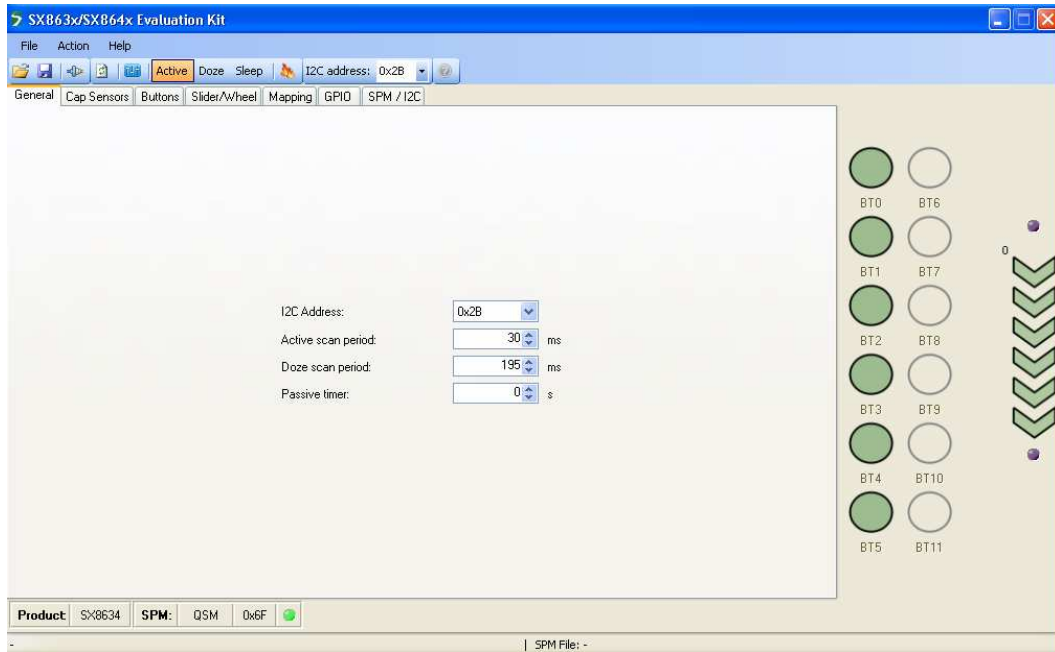 SX863x/SX864x Evaluation Kit
File Action Help
Active Doze Sleep I2C address: 0x2B
General Cap Sensors Buttons Slider/Wheel Mapping GPIO SPM / I2C
BT0 BT6
0
BT1 BT7
I2C Address: 0x2B
Active scan period: 30 ms
BT2 BT8
Doze scan period: 195 ms
Passive timer: 0 s
BT3 BT9
BT4 BT10
BT5 BT11
Product SX8634 SPM: QSM 0x6F
- | SPM File: -